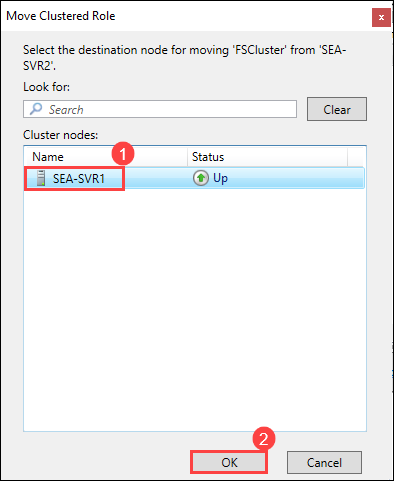 Move Clustered Role
x
Select the destination node for moving 'FSCluster' from 'SEA-
SVR2'.
Look for:
Search
Clear
Cluster nodes:
1
Name Status
SEA-SVR1 Up
2
OK Cancel